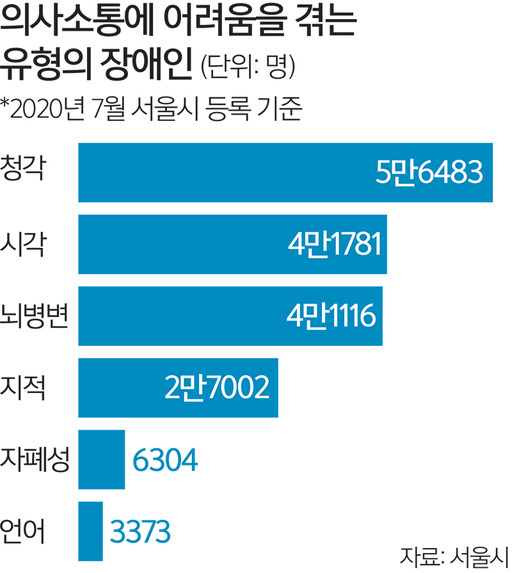 의사소통에 어려움을 겪는
유형의 장애인 (단위: 명)
*2020년 7월 서울시 등록 기준
청각 5만6483
시각 4만1781
뇌병변 4만1116
지적 2만7002
자폐성 6304
언어 3373
자료: 서울시